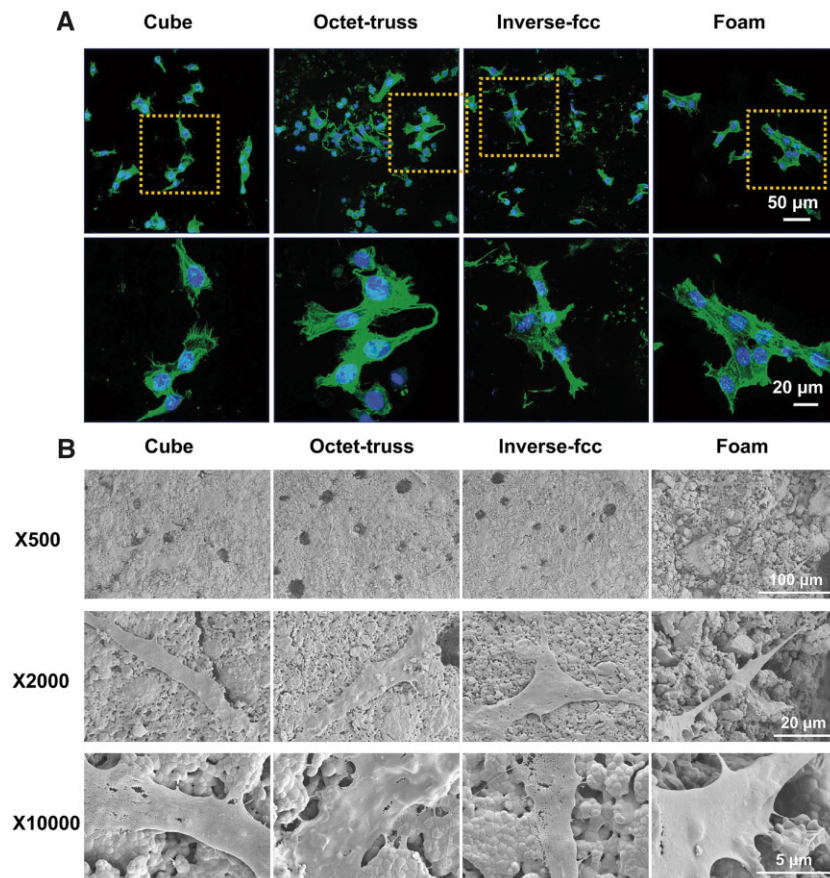 A
Cube Octet-truss Inverse-fcc Foam
50 µm
20 µm
B
Cube Octet-truss Inverse-fcc Foam
X500
100 µm
X2000
20 µm
X10000
5 µm